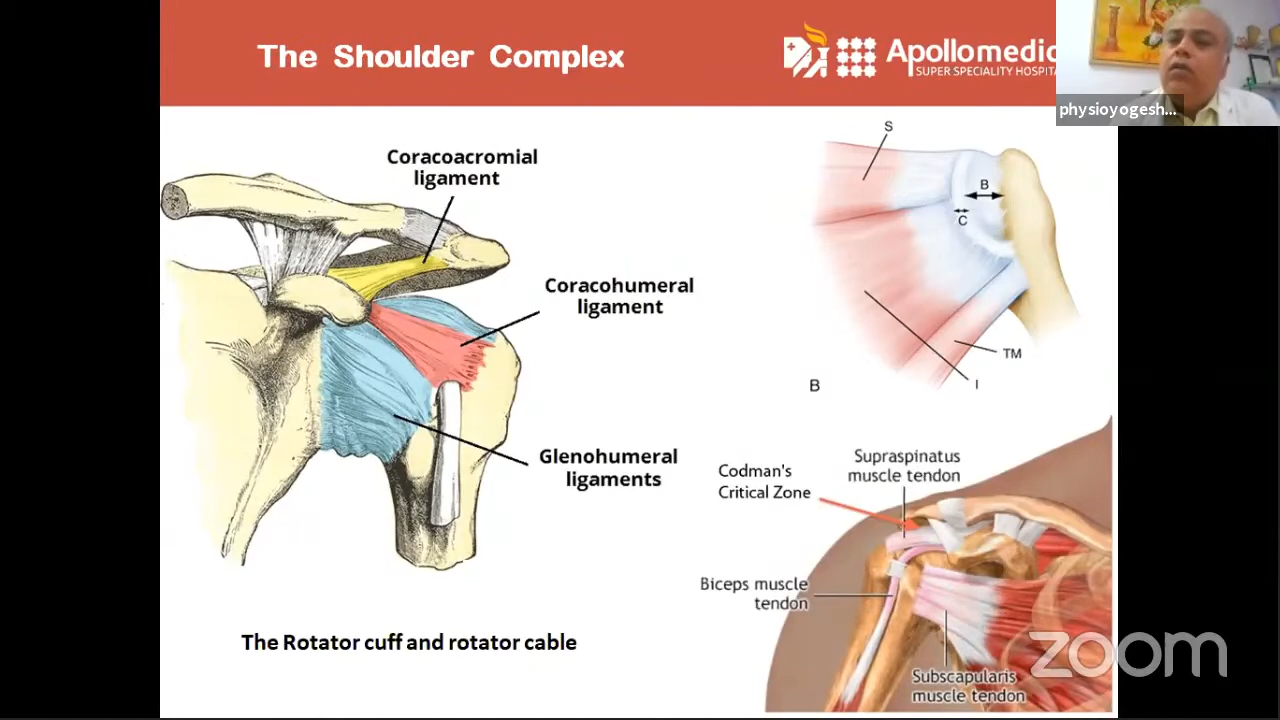 The Shoulder Complex
Apollomedic
SUPER SPECIALITY HOSPITA
physioyogesh...
Coracoacromial
ligament
Coracohumeral
ligament
Glenohumeral
ligaments
The Rotator cuff and rotator cable
S
B
C
TM
I
B
Supraspinatus
muscle tendon
Codman's
Critical Zone
Biceps muscle
tendon
Subscapularis
muscle tendon
zoom